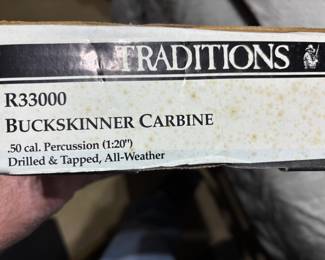 TRADITIONS
R33000
BUCKSKINNER CARBINE
.50 cal. Percussion (1:20")
Drilled & Tapped, All-Weather